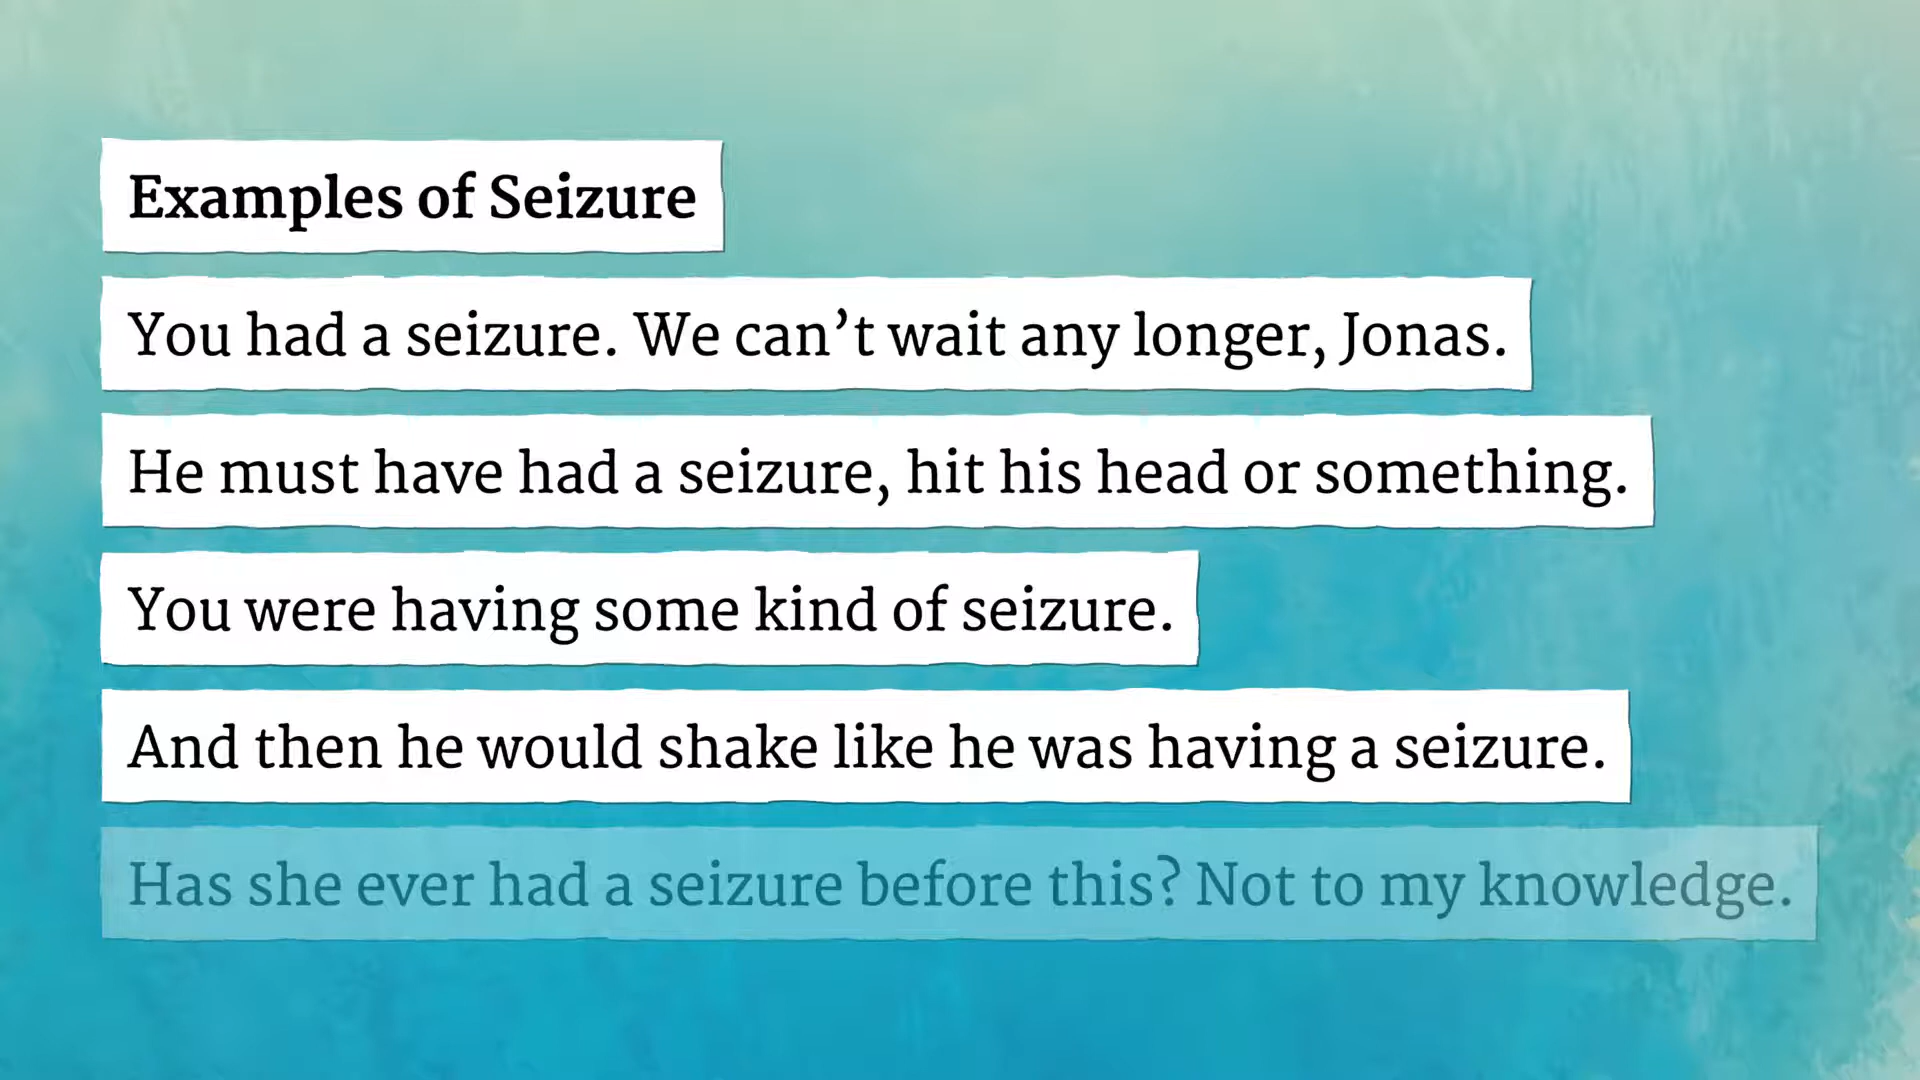 Examples of Seizure
You had a seizure. We can’t wait any longer, Jonas.
He must have had a seizure, hit his head or something.
You were having some kind of seizure.
And then he would shake like he was having a seizure.
Has she ever had a seizure before this? Not to my knowledge.